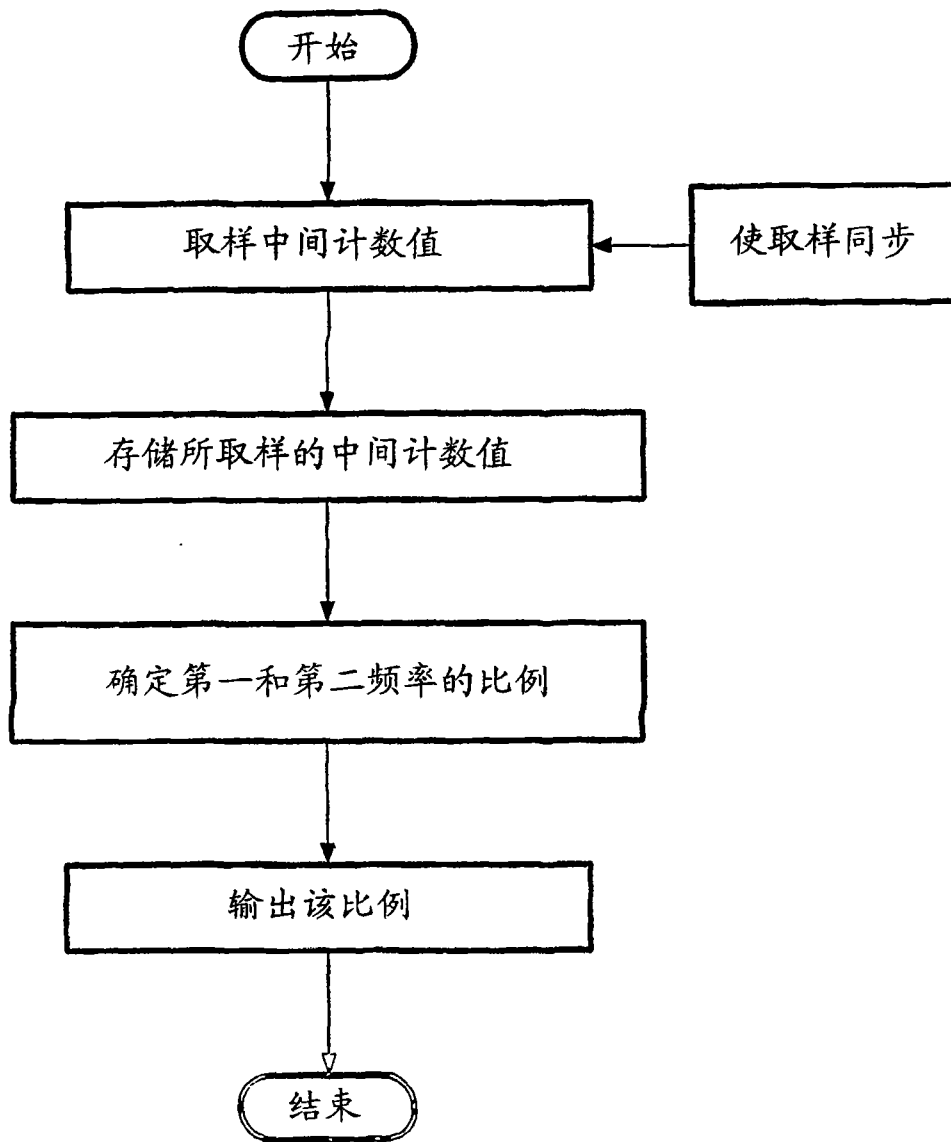 开始
取样中间计数值
使取样同步
存储所取样的中间计数值
确定第一和第二频率的比例
输出该比例
结束